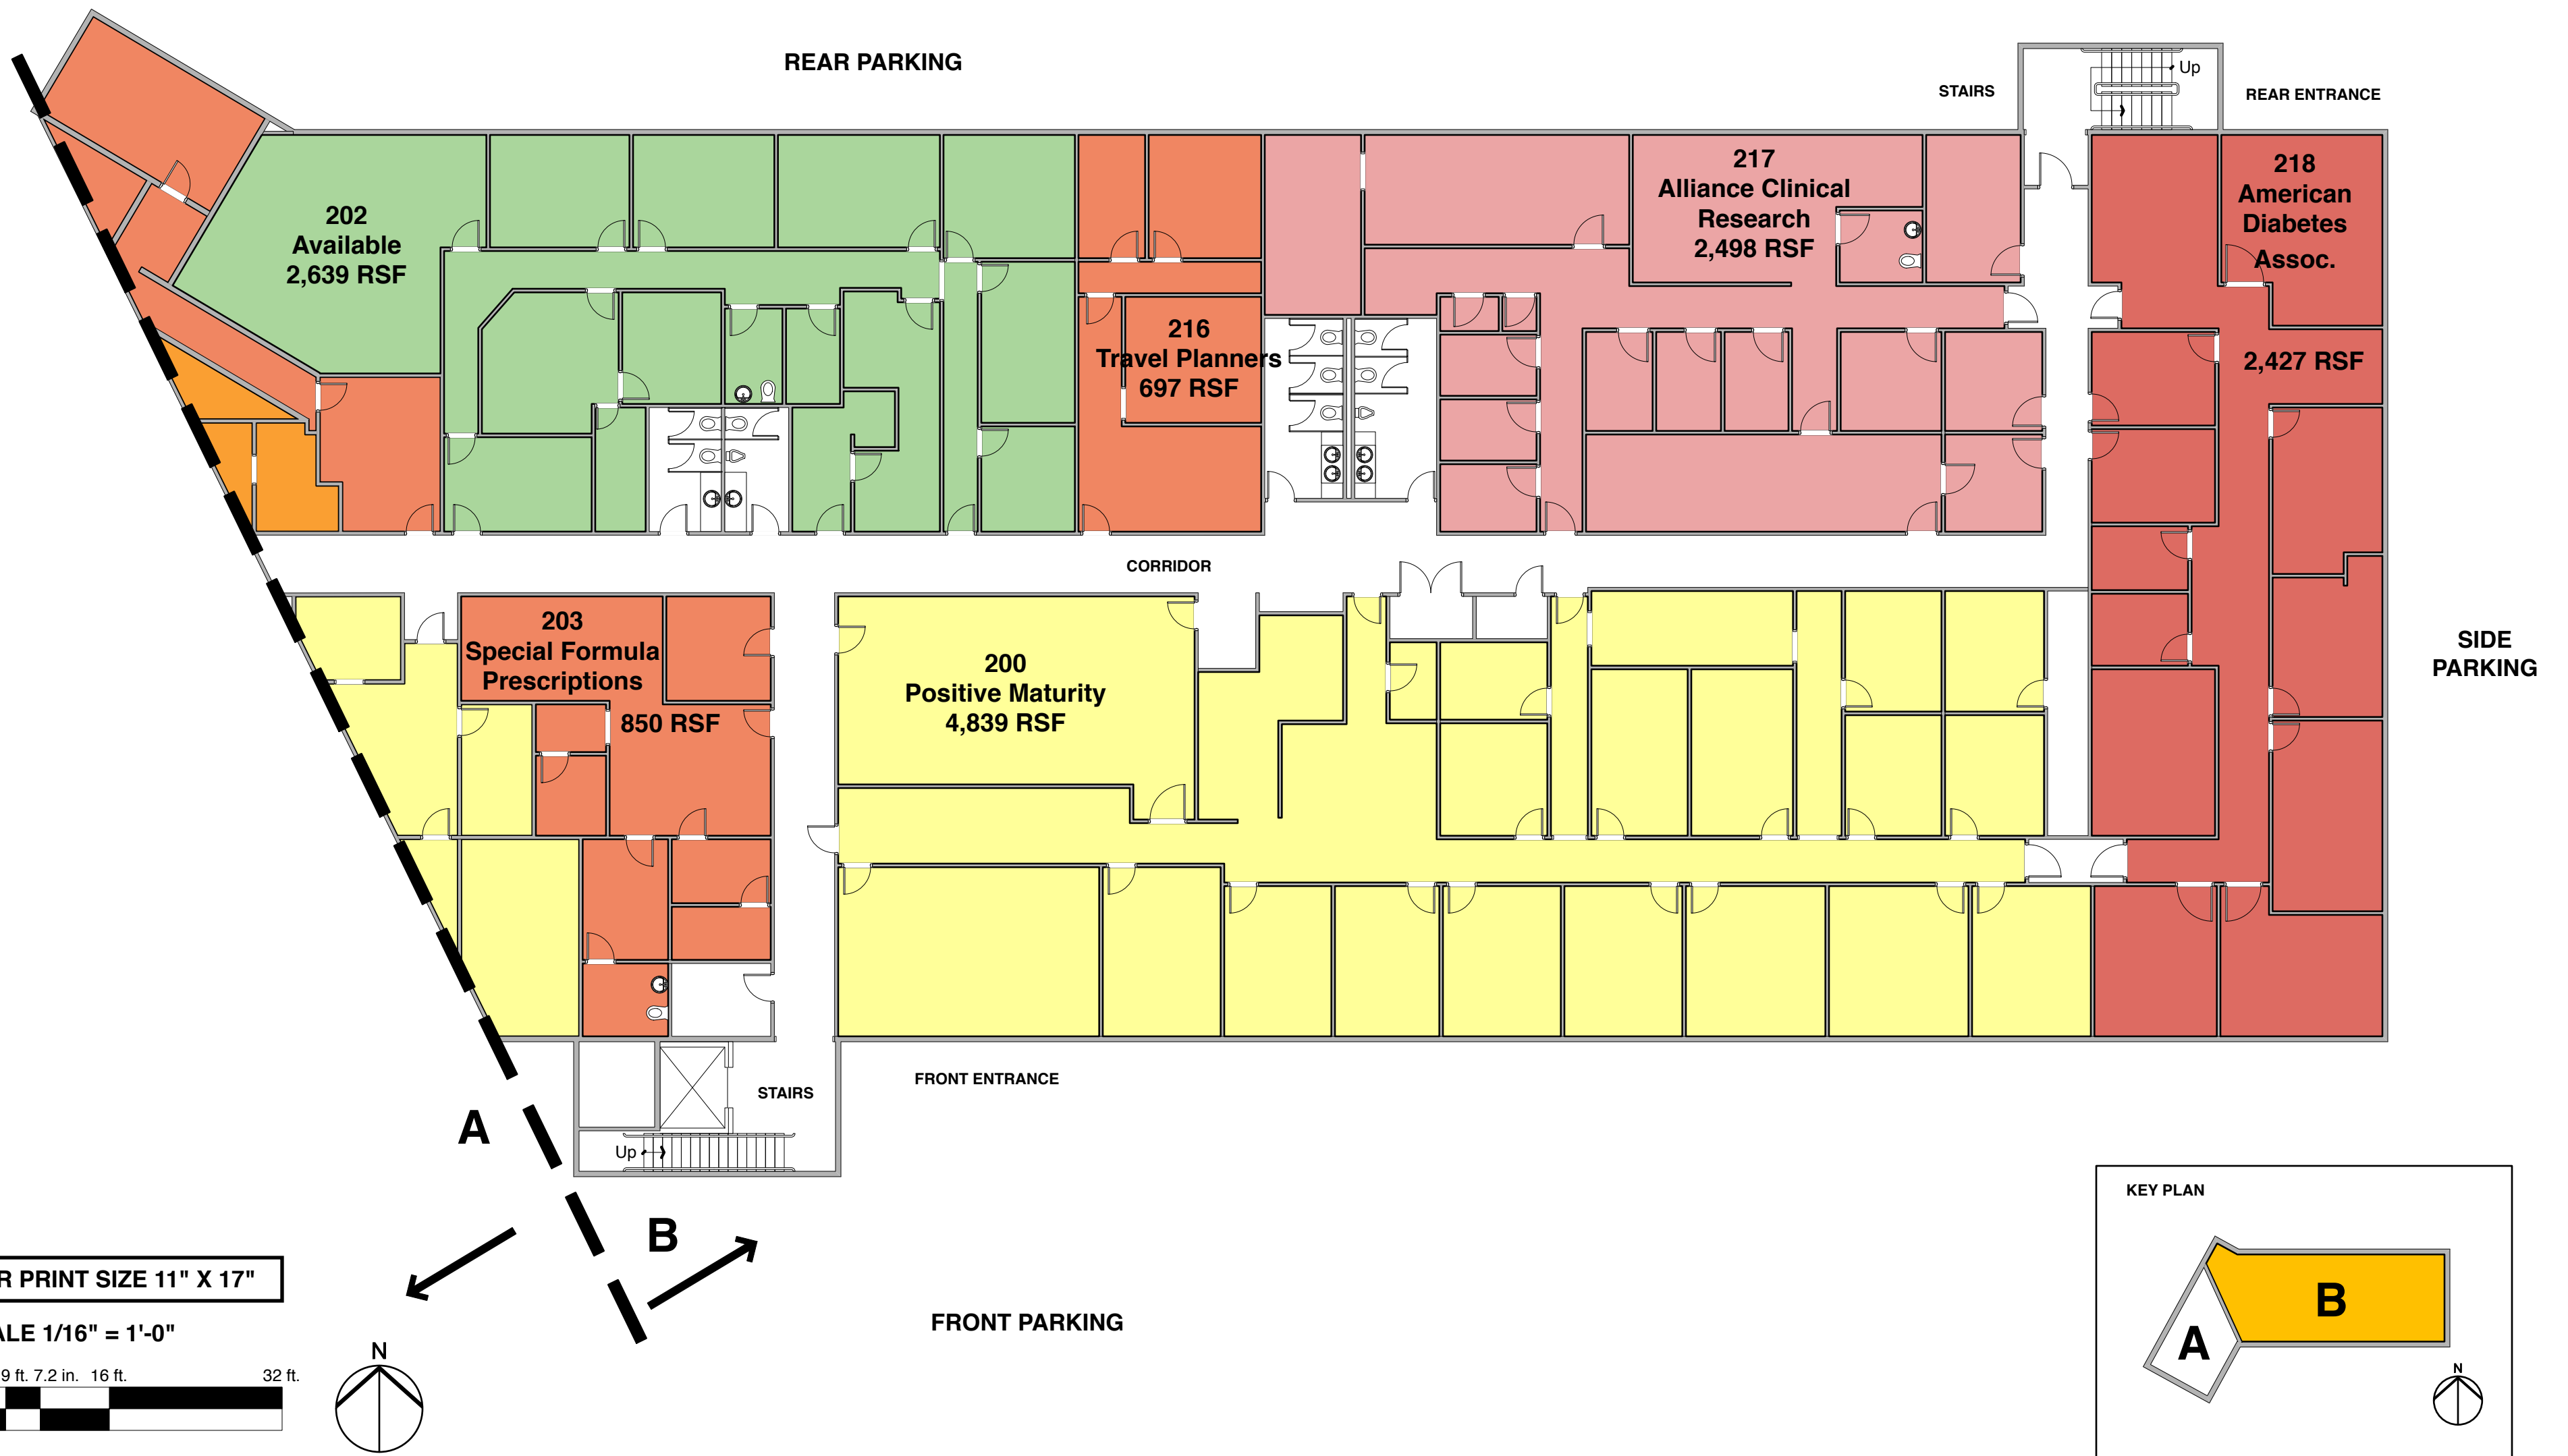 REAR PARKING
STAIRS
Up
REAR ENTRANCE
202
Available
2,639 RSF
216
Travel Planners
697 RSF
217
Alliance Clinical
Research
2,498 RSF
218
American
Diabetes
Assoc.
2,427 RSF
CORRIDOR
203
Special Formula
Prescriptions
850 RSF
200
Positive Maturity
4,839 RSF
SIDE
PARKING
STAIRS
FRONT ENTRANCE
Up
A
B
FRONT PARKING
R PRINT SIZE 11" X 17"
ALE 1/16" = 1'-0"
9 ft. 7.2 in. 16 ft. 32 ft.
N
KEY PLAN
B
A
N